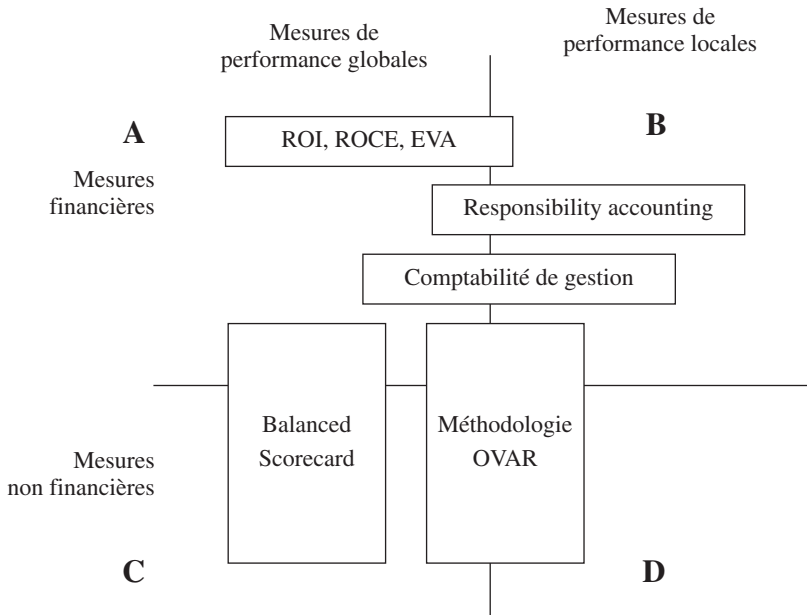 Mesures de
performance globales
Mesures de
performance locales
A
B
ROI, ROCE, EVA
Mesures
financières
Responsibility accounting
Comptabilité de gestion
Balanced
Scorecard
Méthodologie
OVAR
Mesures
non financières
C
D